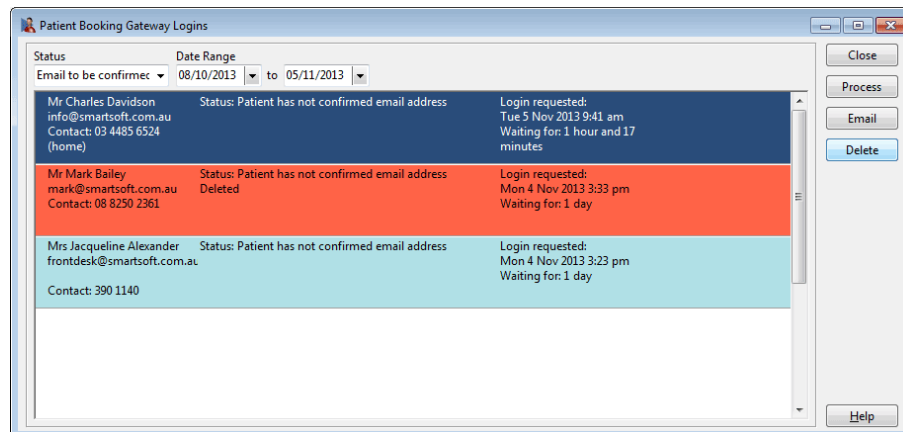 Patient Booking Gateway Logins
Status Date Range
Email to be confirmec 08/10/2013 to 05/11/2013
Close
Process
Email
Delete
Mr Charles Davidson Status: Patient has not confirmed email address Login requested:
info@smartsoft.com.au Tue 5 Nov 2013 9:41 am
Contact: 03 4485 6524 Waiting for: 1 hour and 17
(home) minutes
Mr Mark Bailey Status: Patient has not confirmed email address Login requested:
mark@smartsoft.com.au Deleted Mon 4 Nov 2013 3:33 pm
Contact: 08 8250 2361 Waiting for: 1 day
Mrs Jacqueline Alexander Status: Patient has not confirmed email address Login requested:
frontdesk@smartsoft.com.au Mon 4 Nov 2013 3:23 pm
Waiting for: 1 day
Contact: 390 1140
Help